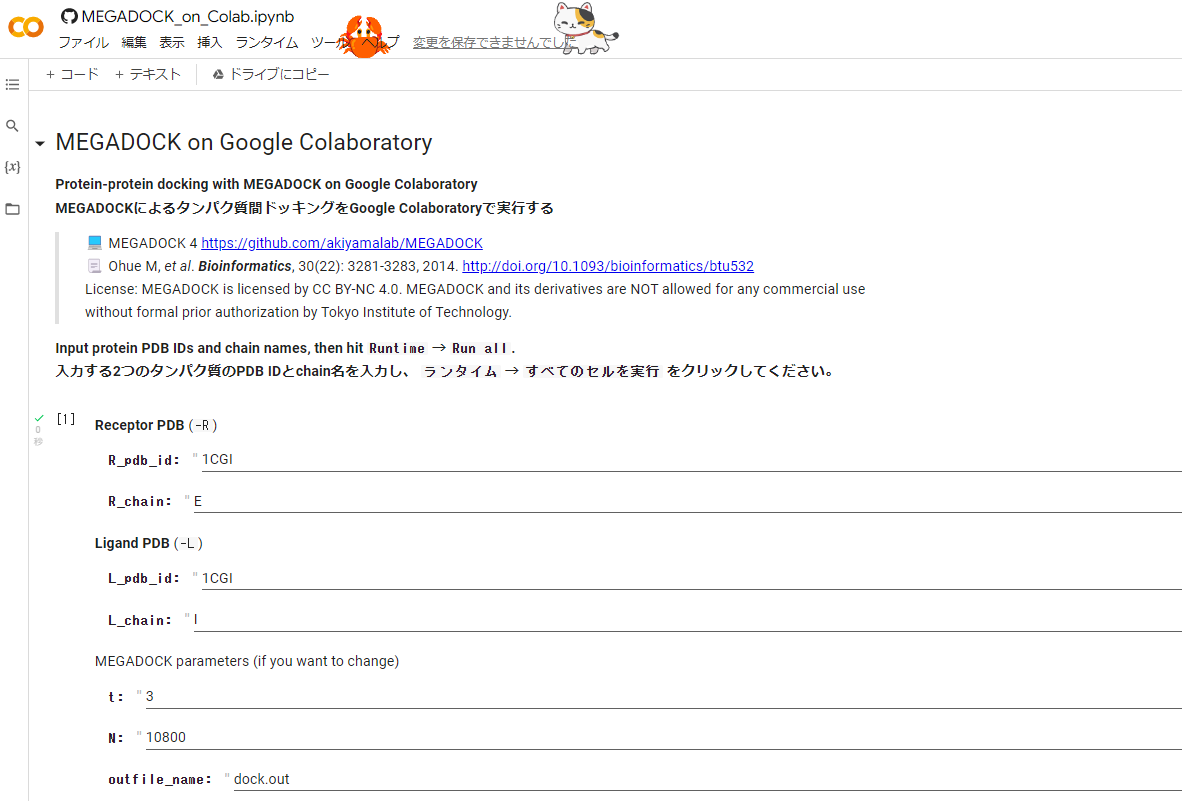 MEGADOCK_on_Colab.ipynb
ファイル 編集 表示 挿入 ランタイム ツール ヘルプ 変更を保存できませんでした
+ コード + テキスト ドライブにコピー
MEGADOCK on Google Colaboratory
Protein-protein docking with MEGADOCK on Google Colaboratory
MEGADOCKによるタンパク質間ドッキングをGoogle Colaboratoryで実行する
MEGADOCK 4 https://github.com/akiyamalab/MEGADOCK
Ohue M, et al. Bioinformatics, 30(22): 3281-3283, 2014. http://doi.org/10.1093/bioinformatics/btu532
License: MEGADOCK is licensed by CC BY-NC 4.0. MEGADOCK and its derivatives are NOT allowed for any commercial use
without formal prior authorization by Tokyo Institute of Technology.
Input protein PDB IDs and chain names, then hit Runtime → Run all.
入力する2つのタンパク質のPDB IDとchain名を入力し、 ランタイム → すべてのセルを実行 をクリックしてください。
[1]
0
秒
Receptor PDB (-R)
R_pdb_id: "1CGI
R_chain: "E
Ligand PDB (-L)
L_pdb_id: "1CGI
L_chain: "I
MEGADOCK parameters (if you want to change)
t: "3
N: "10800
outfile_name: "dock.out